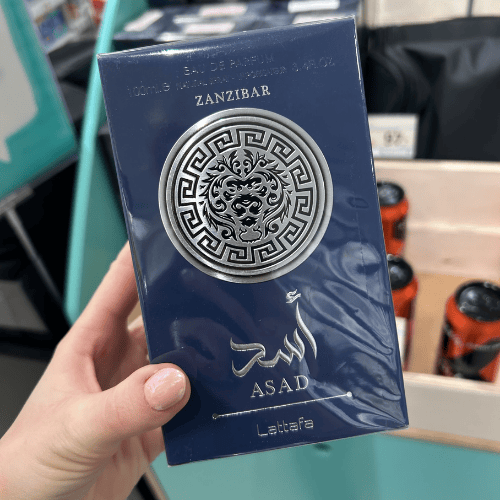 EAU DE PARFUM
100ML.
ZANZIBAR
أسد
ASAD
Lattafa